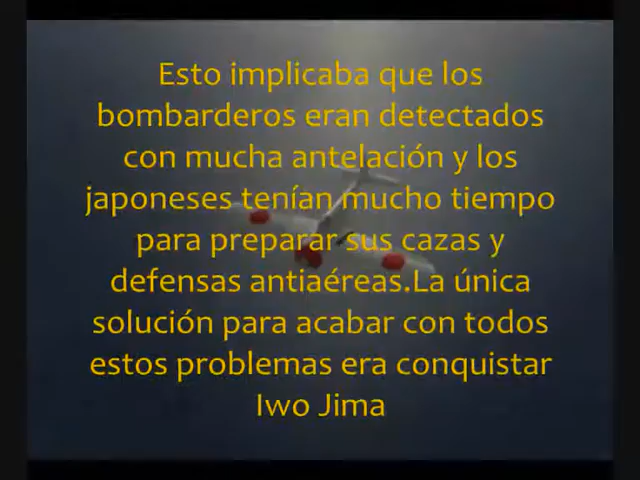 Esto implicaba que los
bombarderos eran detectados
con mucha antelación y los
japoneses tenían mucho tiempo
para preparar sus cazas y
defensas antiaéreas.La única
solución para acabar con todos
estos problemas era conquistar
Iwo Jima